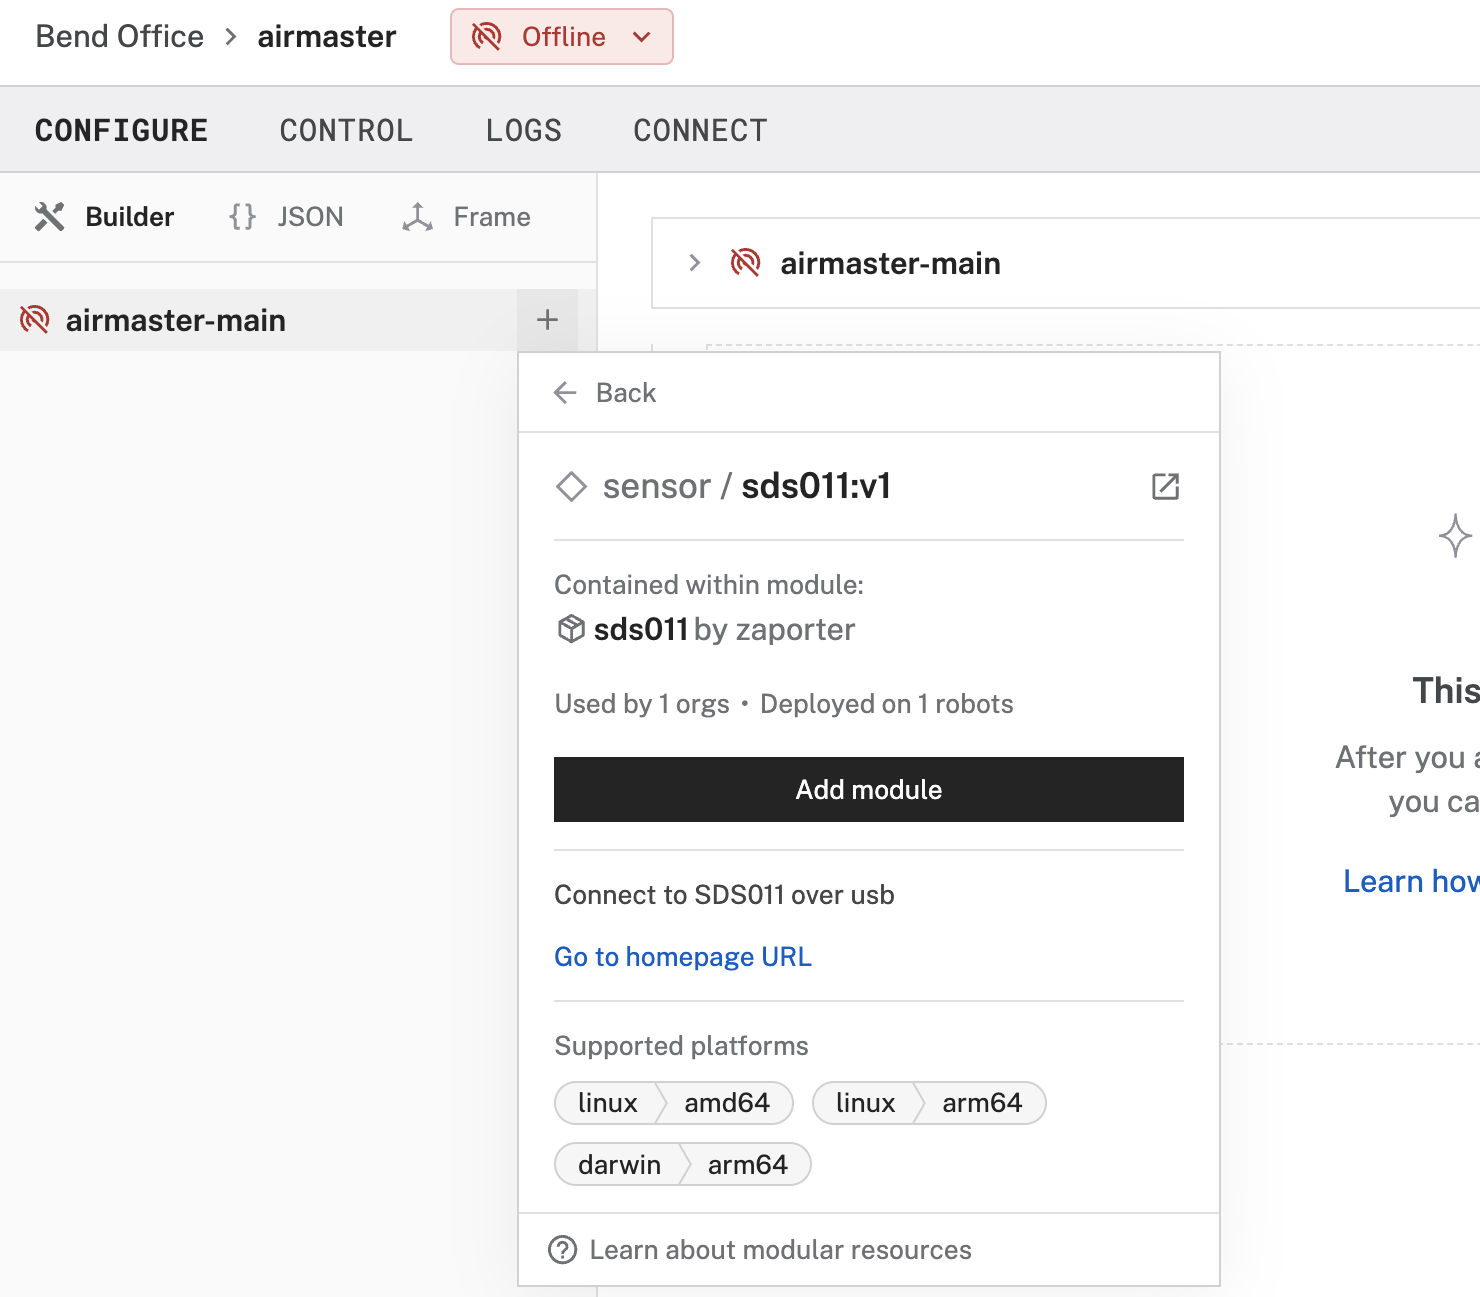 Bend Office > airmaster
Offline
CONFIGURE CONTROL LOGS CONNECT
Builder {} JSON Frame
airmaster-main +
airmaster-main
Back
sensor / sds011:v1
Contained within module:
sds011 by zaporter
Used by 1 orgs • Deployed on 1 robots
Add module
Connect to SDS011 over usb
Go to homepage URL
Supported platforms
linux amd64 linux arm64
darwin arm64
Learn about modular resources
This
After you a
you ca
Learn how